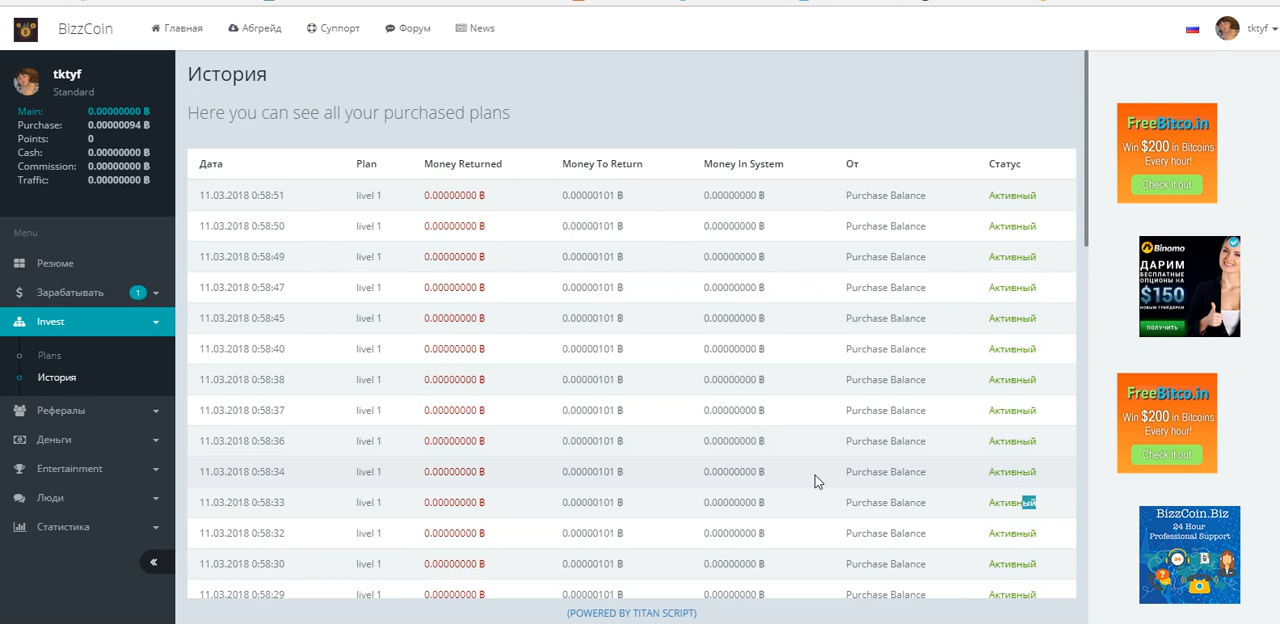 BizzCoin
Главная
Абгрейд
Суппорт
Форум
News
tktyf
tktyf
Standard
Main: 0.00000000 ฿
Purchase: 0.00000094 ฿
Points: 0
Cash: 0.00000000 ฿
Commission: 0.00000000 ฿
Traffic: 0.00000000 ฿
Menu
Резюме
Зарабатывать 1
Invest
Plans
История
Рефералы
Деньги
Entertainment
Люди
Статистика
История
Here you can see all your purchased plans
Дата Plan Money Returned Money To Return Money In System От Статус
11.03.2018 0:58:51 livel 1 0.00000000 ฿ 0.00000101 ฿ 0.00000000 ฿ Purchase Balance Активный
11.03.2018 0:58:50 livel 1 0.00000000 ฿ 0.00000101 ฿ 0.00000000 ฿ Purchase Balance Активный
11.03.2018 0:58:49 livel 1 0.00000000 ฿ 0.00000101 ฿ 0.00000000 ฿ Purchase Balance Активный
11.03.2018 0:58:47 livel 1 0.00000000 ฿ 0.00000101 ฿ 0.00000000 ฿ Purchase Balance Активный
11.03.2018 0:58:45 livel 1 0.00000000 ฿ 0.00000101 ฿ 0.00000000 ฿ Purchase Balance Активный
11.03.2018 0:58:40 livel 1 0.00000000 ฿ 0.00000101 ฿ 0.00000000 ฿ Purchase Balance Активный
11.03.2018 0:58:38 livel 1 0.00000000 ฿ 0.00000101 ฿ 0.00000000 ฿ Purchase Balance Активный
11.03.2018 0:58:37 livel 1 0.00000000 ฿ 0.00000101 ฿ 0.00000000 ฿ Purchase Balance Активный
11.03.2018 0:58:36 livel 1 0.00000000 ฿ 0.00000101 ฿ 0.00000000 ฿ Purchase Balance Активный
11.03.2018 0:58:34 livel 1 0.00000000 ฿ 0.00000101 ฿ 0.00000000 ฿ Purchase Balance Активный
11.03.2018 0:58:33 livel 1 0.00000000 ฿ 0.00000101 ฿ 0.00000000 ฿ Purchase Balance Активный
11.03.2018 0:58:32 livel 1 0.00000000 ฿ 0.00000101 ฿ 0.00000000 ฿ Purchase Balance Активный
11.03.2018 0:58:30 livel 1 0.00000000 ฿ 0.00000101 ฿ 0.00000000 ฿ Purchase Balance Активный
11.03.2018 0:58:29 livel 1 0.00000000 ฿ 0.00000101 ฿ 0.00000000 ฿ Purchase Balance Активный
(POWERED BY TITAN SCRIPT)
FreeBitco.in
Win $200 in Bitcoins
Every hour!
Check it out
Binomo
ДАРИМ
БЕСПЛАТНЫЕ
ОПЦИОНЫ НА
$150
НОВЫМ ТРЕЙДЕРАМ
ПОЛУЧИТЬ
FreeBitco.in
Win $200 in Bitcoins
Every hour!
Check it out
BizzCoin.Biz
24 Hour
Professional Support